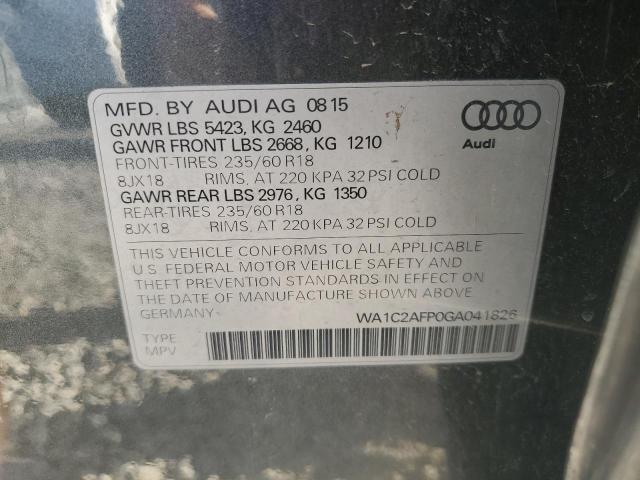 MFD. BY AUDI AG 0815
GVWR LBS 5423, KG 2460
GAWR FRONT LBS 2668, KG 1210
FRONT-TIRES 235/60 R18
8JX18 RIMS, AT 220 KPA 32 PSI COLD
GAWR REAR LBS 2976, KG 1350
REAR-TIRES 235/60 R18
8JX18 RIMS, AT 220 KPA 32 PSI COLD
Audi
THIS VEHICLE CONFORMS TO ALL APPLICABLE
U.S. FEDERAL MOTOR VEHICLE SAFETY AND
THEFT PREVENTION STANDARDS IN EFFECT ON
THE DATE OF MANUFACTURE SHOWN ABOVE.
GERMANY WA1C2AFP0GA041826
TYPE
MPV